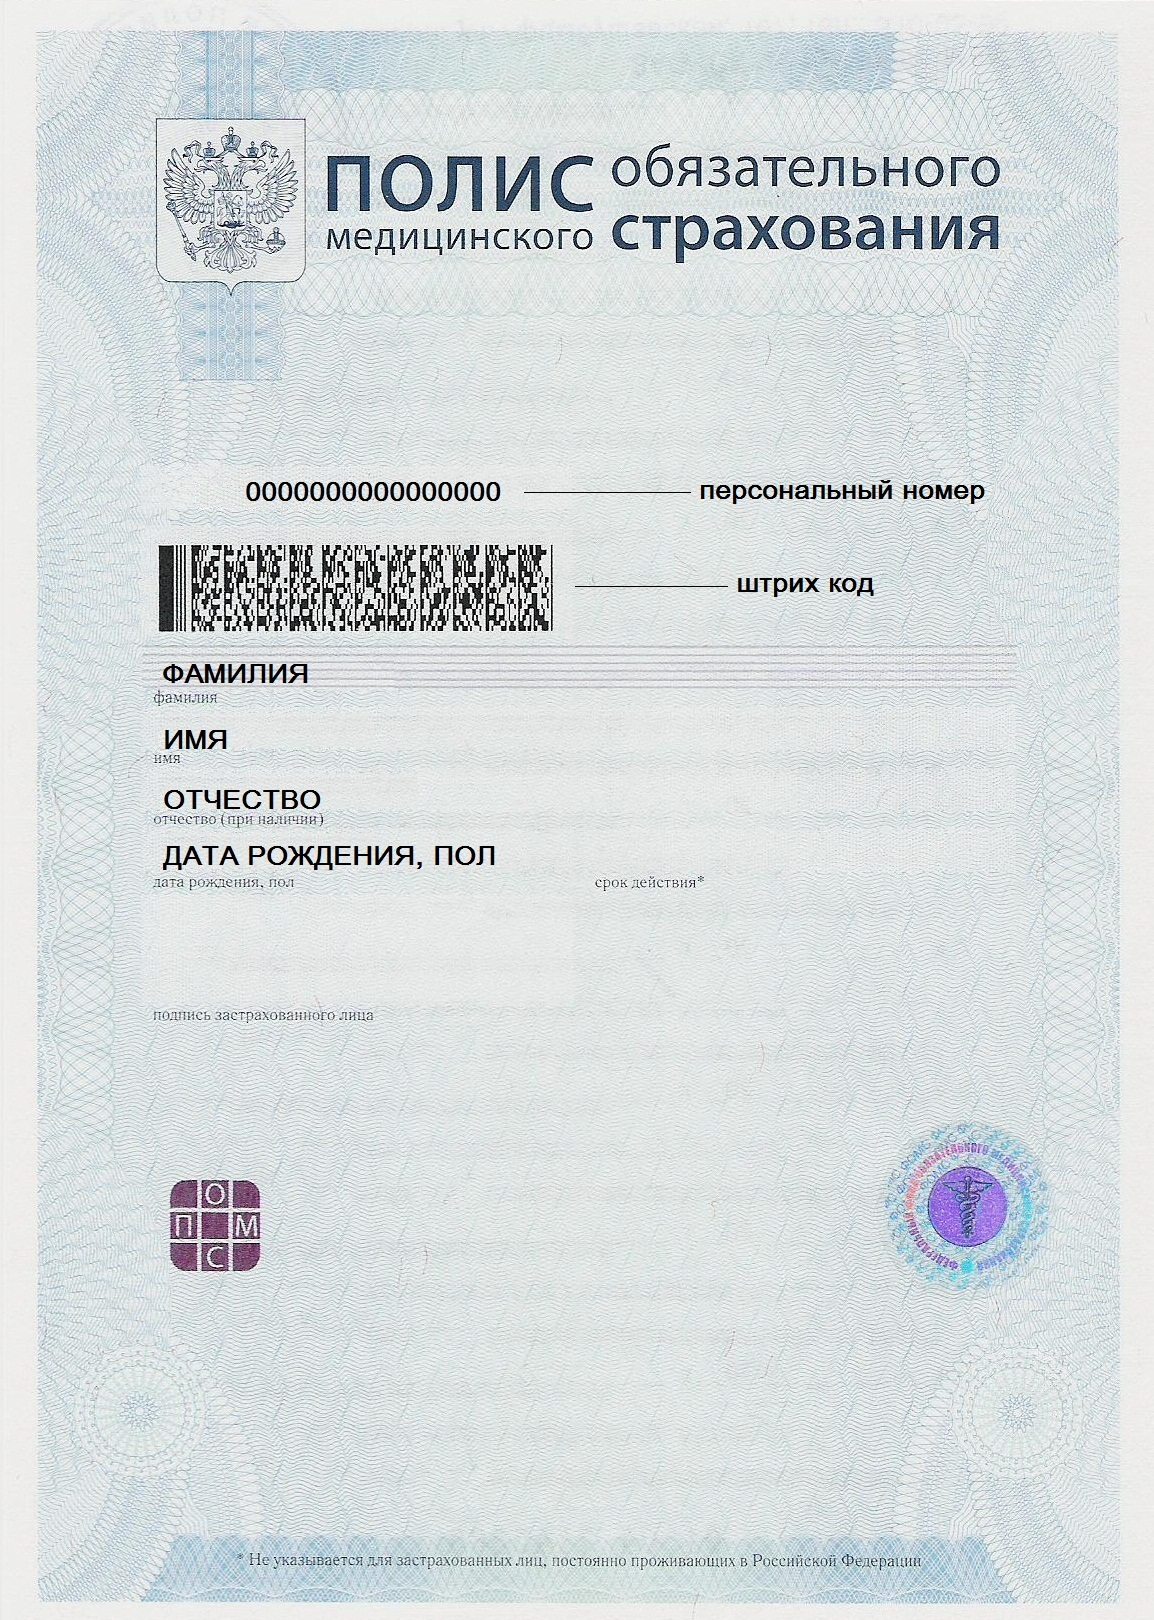 ПОЛИС обязательного
медицинского страхования
0000000000000000 персональный номер
штрих код
ФАМИЛИЯ
фамилия
ИМЯ
имя
ОТЧЕСТВО
отчество (при наличии)
ДАТА РОЖДЕНИЯ, ПОЛ
дата рождения, пол срок действия*
подпись застрахованного лица
О
П М
С
* Не указывается для застрахованных лиц, постоянно проживающих в Российской Федерации